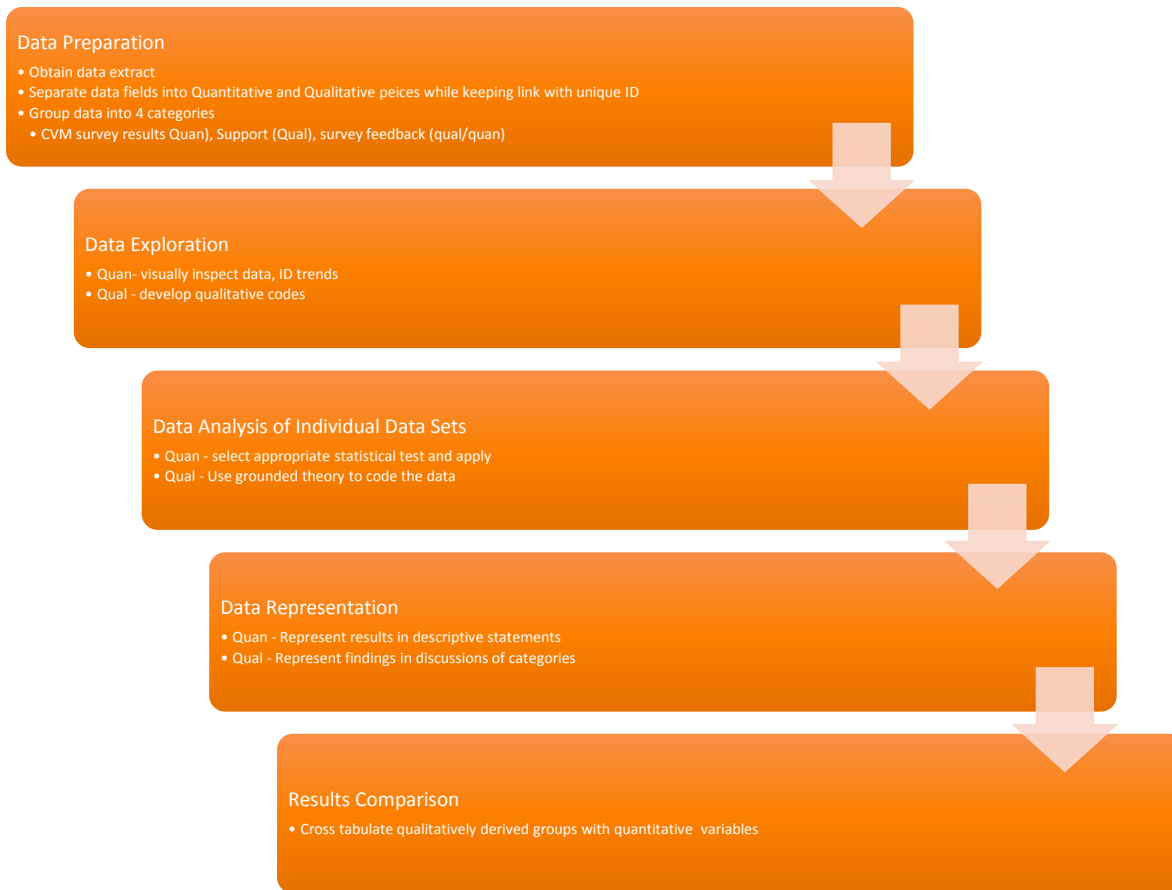 Data Preparation
• Obtain data extract
• Separate data fields into Quantitative and Qualitative peices while keeping link with unique ID
• Group data into 4 categories
• CVM survey results Quan), Support (Qual), survey feedback (qual/quan)
Data Exploration
• Quan- visually inspect data, ID trends
• Qual - develop qualitative codes
Data Analysis of Individual Data Sets
• Quan - select appropriate statistical test and apply
• Qual - Use grounded theory to code the data
Data Representation
• Quan - Represent results in descriptive statements
• Qual - Represent findings in discussions of categories
Results Comparison
• Cross tabulate qualitatively derived groups with quantitative variables